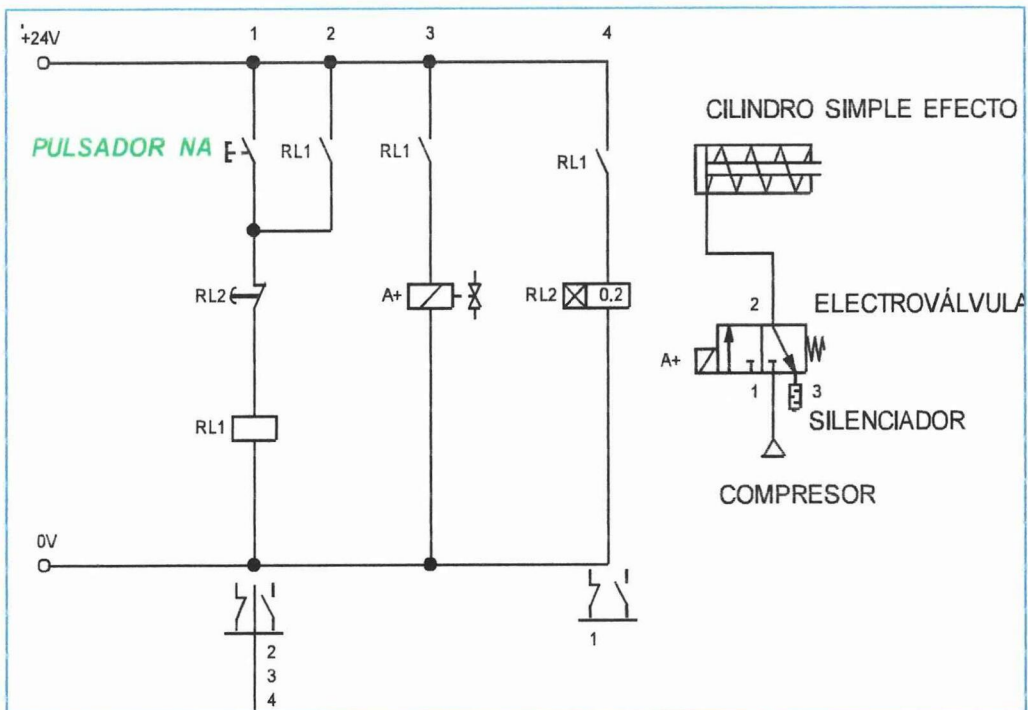 1 2 3 4
+24V
PULSADOR NA
RL1
RL1
RL1
RL2
A+
RL2 0.2
RL1
0V
2
3
4
1
CILINDRO SIMPLE EFECTO
2
ELECTROVÁLVULA
A+
1 3
SILENCIADOR
COMPRESOR